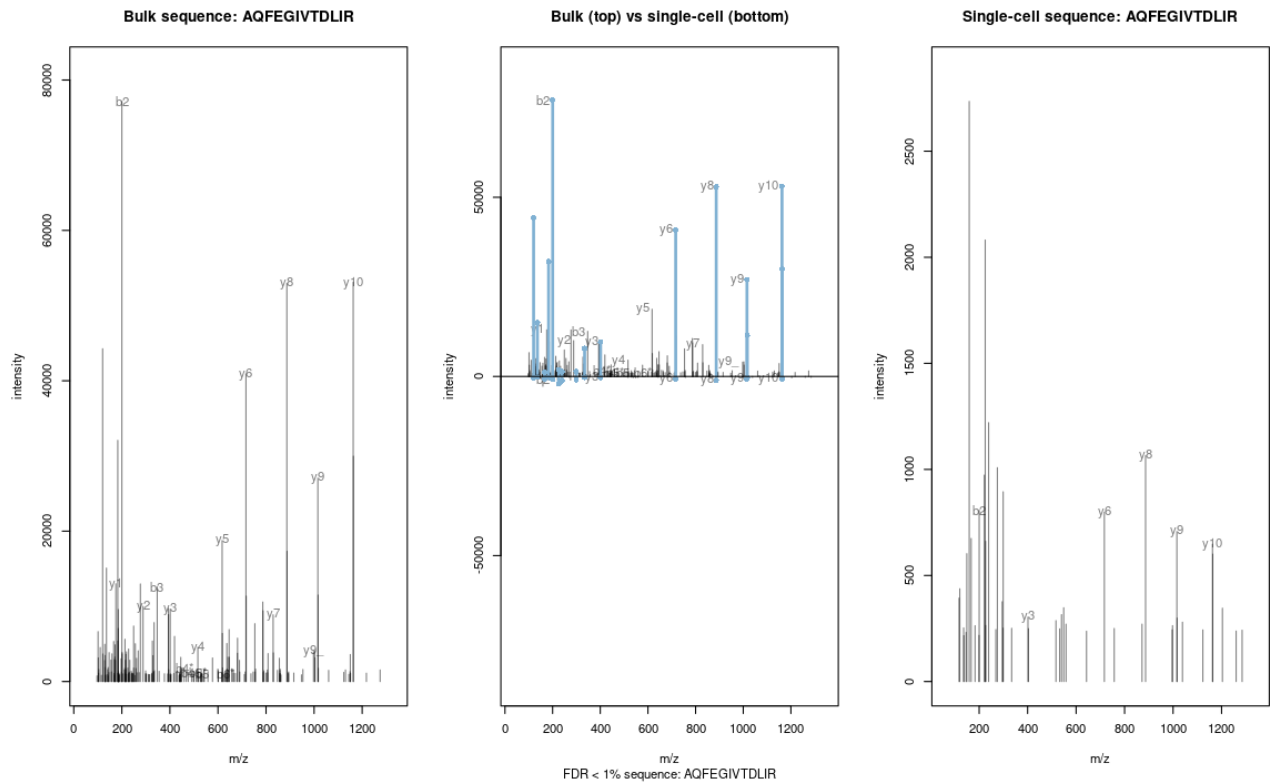 Bulk sequence: AQFEGIVTDLIR
80000
60000
40000
20000
0
intensity
b2
y8
y10
y6
y9
y5
y1
b3
y2
y3
y7
y4
y9_
0 200 400 600 800 1000 1200
m/z
Bulk (top) vs single-cell (bottom)
50000
0
-50000
intensity
b2
y8
y10
y6
y9
y5
y1
b3
y2
y3
y7
y4
y9_
b2
y3
y6
y8
y9
y10
0 200 400 600 800 1000 1200
m/z
FDR < 1% sequence: AQFEGIVTDLIR
Single-cell sequence: AQFEGIVTDLIR
2500
2000
1500
1000
500
0
intensity
y8
b2
y6
y9
y10
y3
200 400 600 800 1000 1200
m/z